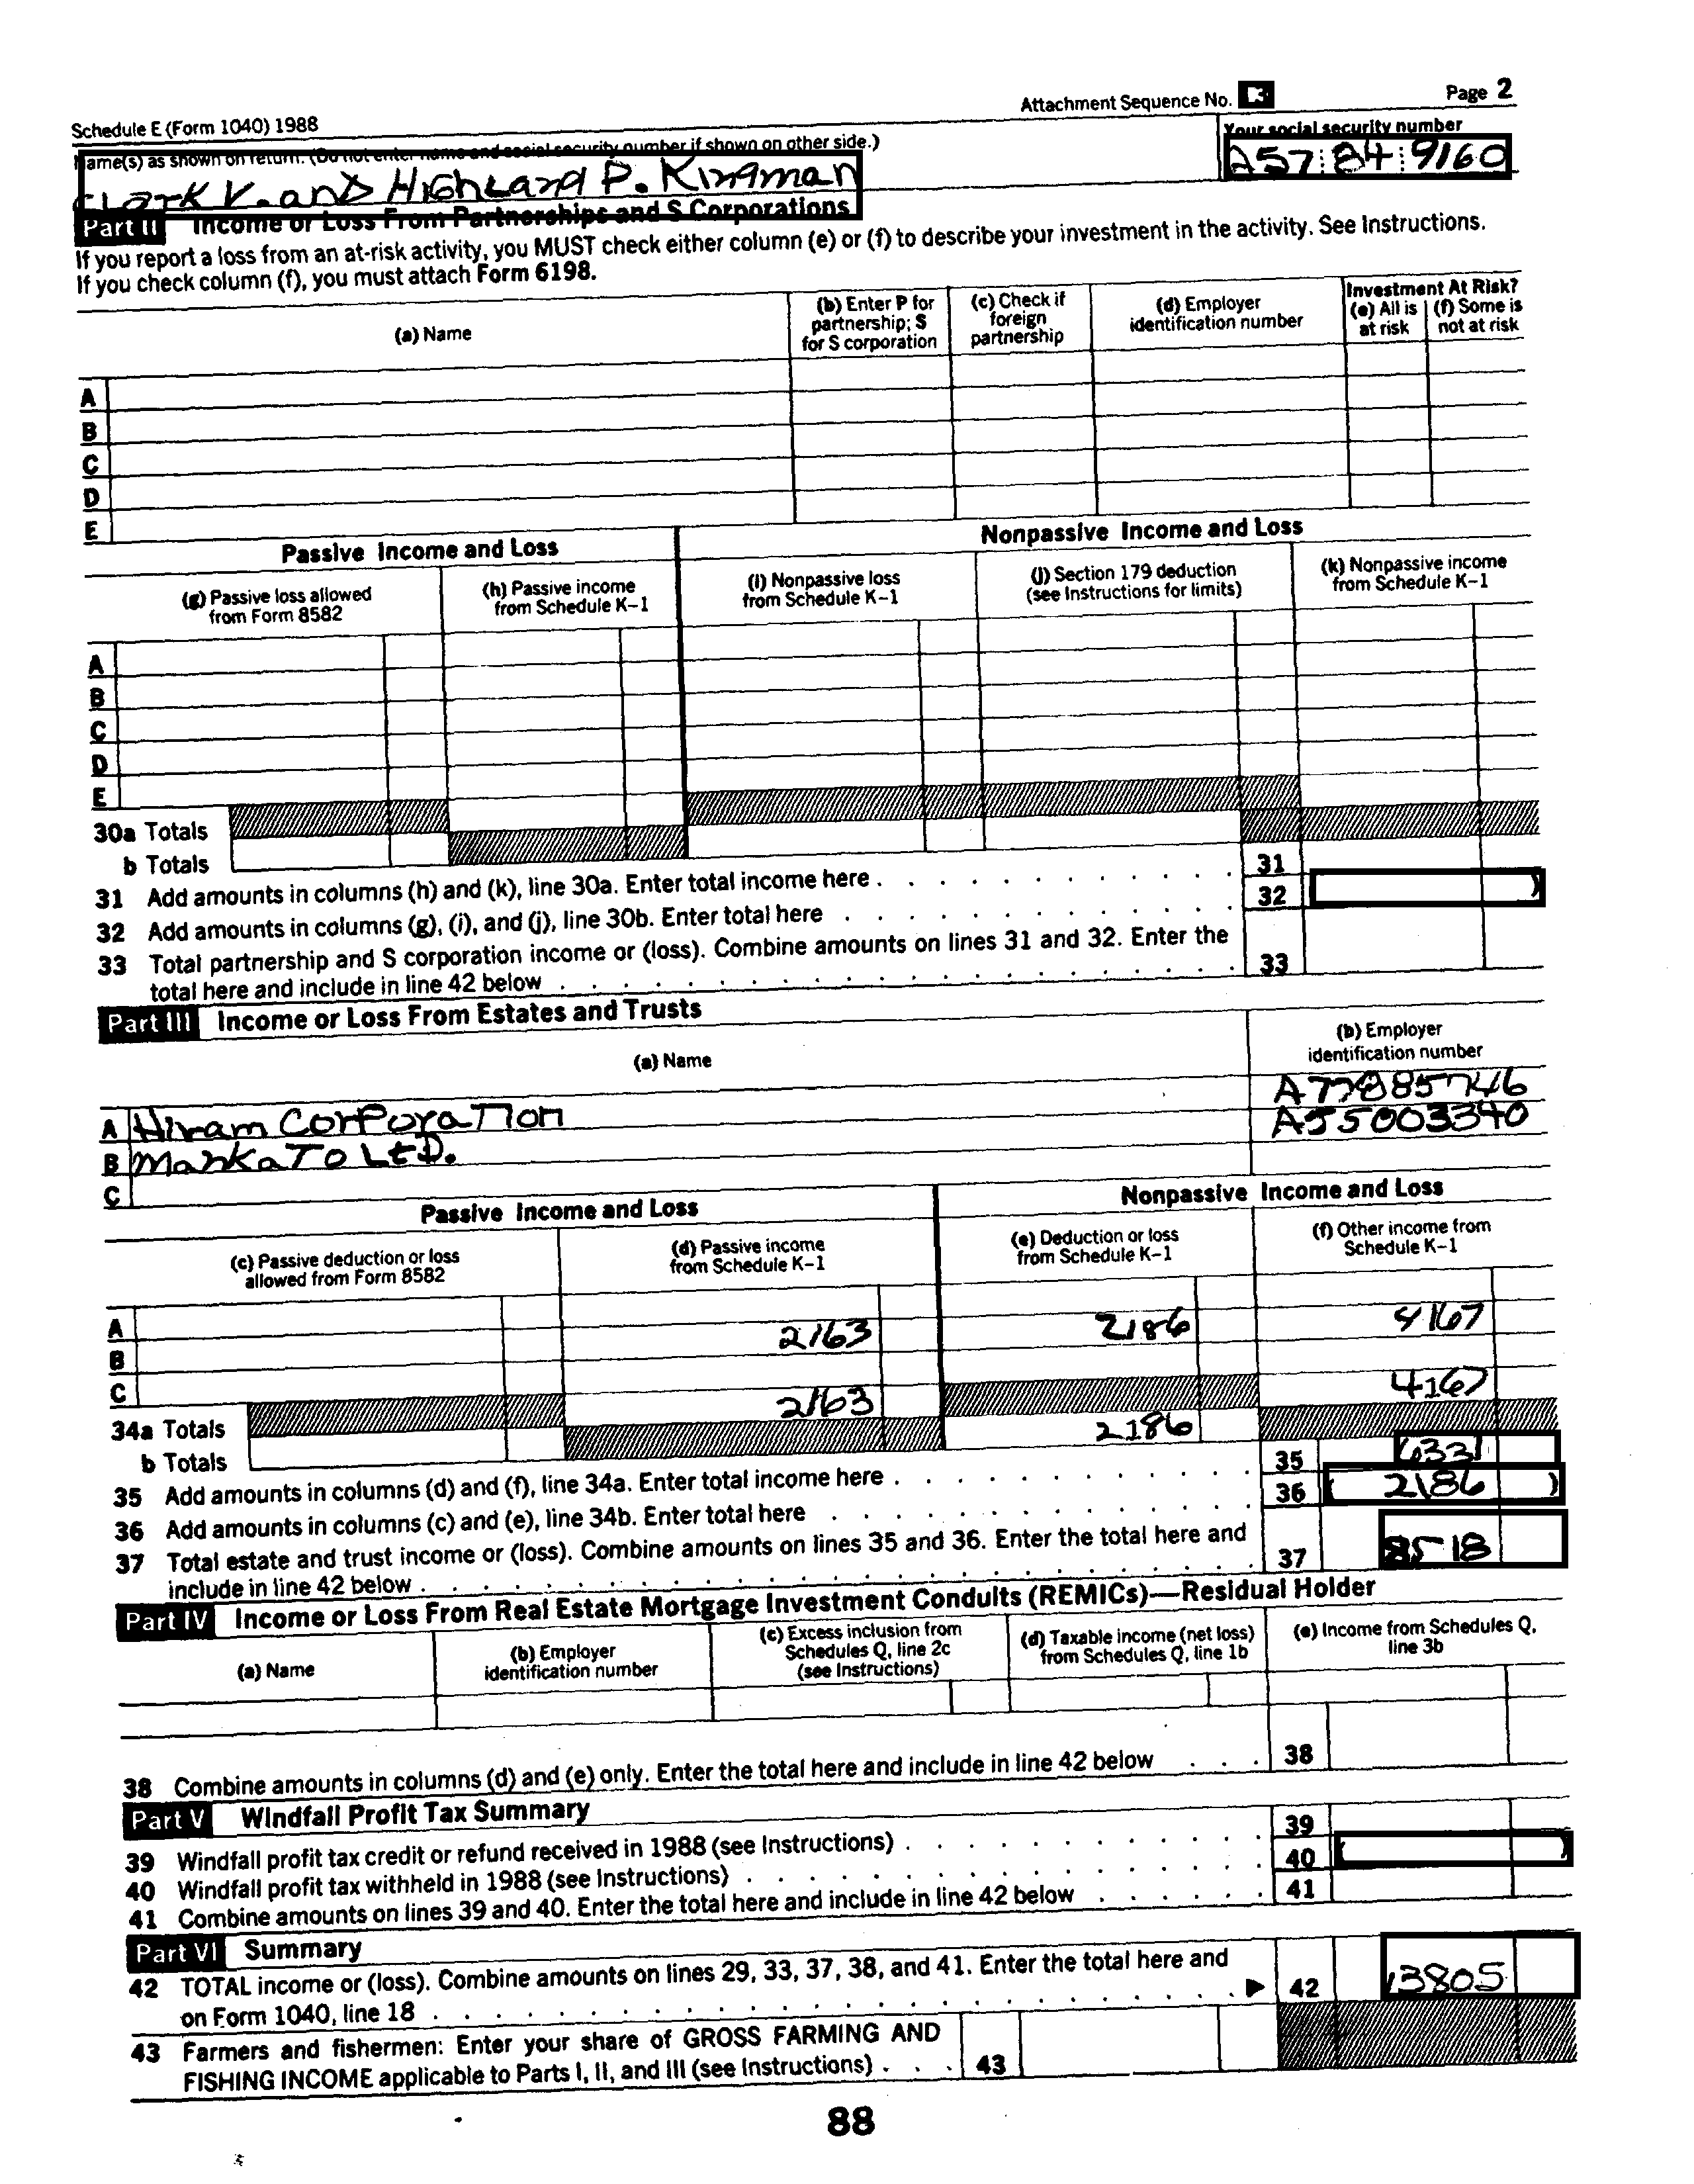 Schedule E (Form 1040) 1988 Attachment Sequence No. 13 Page 2
Name(s) as shown on return. (Do not enter name and social security number if shown on other side.) Your social security number
Clark V. and Highland P. Kingman 257 84 9160
Part II Income or Loss From Partnerships and S Corporations
If you report a loss from an at-risk activity, you MUST check either column (e) or (f) to describe your investment in the activity. See Instructions.
If you check column (f), you must attach Form 6198.
(a) Name (b) Enter P for partnership; S for S corporation (c) Check if foreign partnership (d) Employer identification number Investment At Risk? (e) All is at risk (f) Some is not at risk
A
B
C
D
E
Passive Income and Loss Nonpassive Income and Loss
(g) Passive loss allowed from Form 8582 (h) Passive income from Schedule K–1 (i) Nonpassive loss from Schedule K–1 (j) Section 179 deduction (see Instructions for limits) (k) Nonpassive income from Schedule K–1
A
B
C
D
E
30a Totals
b Totals
31 Add amounts in columns (h) and (k), line 30a. Enter total income here . . . 31
32 Add amounts in columns (g), (i), and (j), line 30b. Enter total here . . . 32 )
33 Total partnership and S corporation income or (loss). Combine amounts on lines 31 and 32. Enter the
total here and include in line 42 below . . . 33
Part III Income or Loss From Estates and Trusts
(a) Name (b) Employer identification number
A Hiram Corporation A77885746
B Mankato Ltd. A55003340
C
Passive Income and Loss Nonpassive Income and Loss
(c) Passive deduction or loss allowed from Form 8582 (d) Passive income from Schedule K–1 (e) Deduction or loss from Schedule K–1 (f) Other income from Schedule K–1
A 2163 2186 4167
B
C
34a Totals 2163 4167
b Totals 2186
35 Add amounts in columns (d) and (f), line 34a. Enter total income here . . . 35 6331
36 Add amounts in columns (c) and (e), line 34b. Enter total here . . . 36 ( 2186 )
37 Total estate and trust income or (loss). Combine amounts on lines 35 and 36. Enter the total here and
include in line 42 below . . . 37 8518
Part IV Income or Loss From Real Estate Mortgage Investment Conduits (REMICs)—Residual Holder
(a) Name (b) Employer identification number (c) Excess inclusion from Schedules Q, line 2c (see Instructions) (d) Taxable income (net loss) from Schedules Q, line 1b (e) Income from Schedules Q, line 3b
38 Combine amounts in columns (d) and (e) only. Enter the total here and include in line 42 below . . . 38
Part V Windfall Profit Tax Summary
39 Windfall profit tax credit or refund received in 1988 (see Instructions) . . . 39
40 Windfall profit tax withheld in 1988 (see Instructions) . . . 40 ( )
41 Combine amounts on lines 39 and 40. Enter the total here and include in line 42 below . . . 41
Part VI Summary
42 TOTAL income or (loss). Combine amounts on lines 29, 33, 37, 38, and 41. Enter the total here and
on Form 1040, line 18 . . . ▶ 42 13805
43 Farmers and fishermen: Enter your share of GROSS FARMING AND
FISHING INCOME applicable to Parts I, II, and III (see Instructions) . . . 43
88